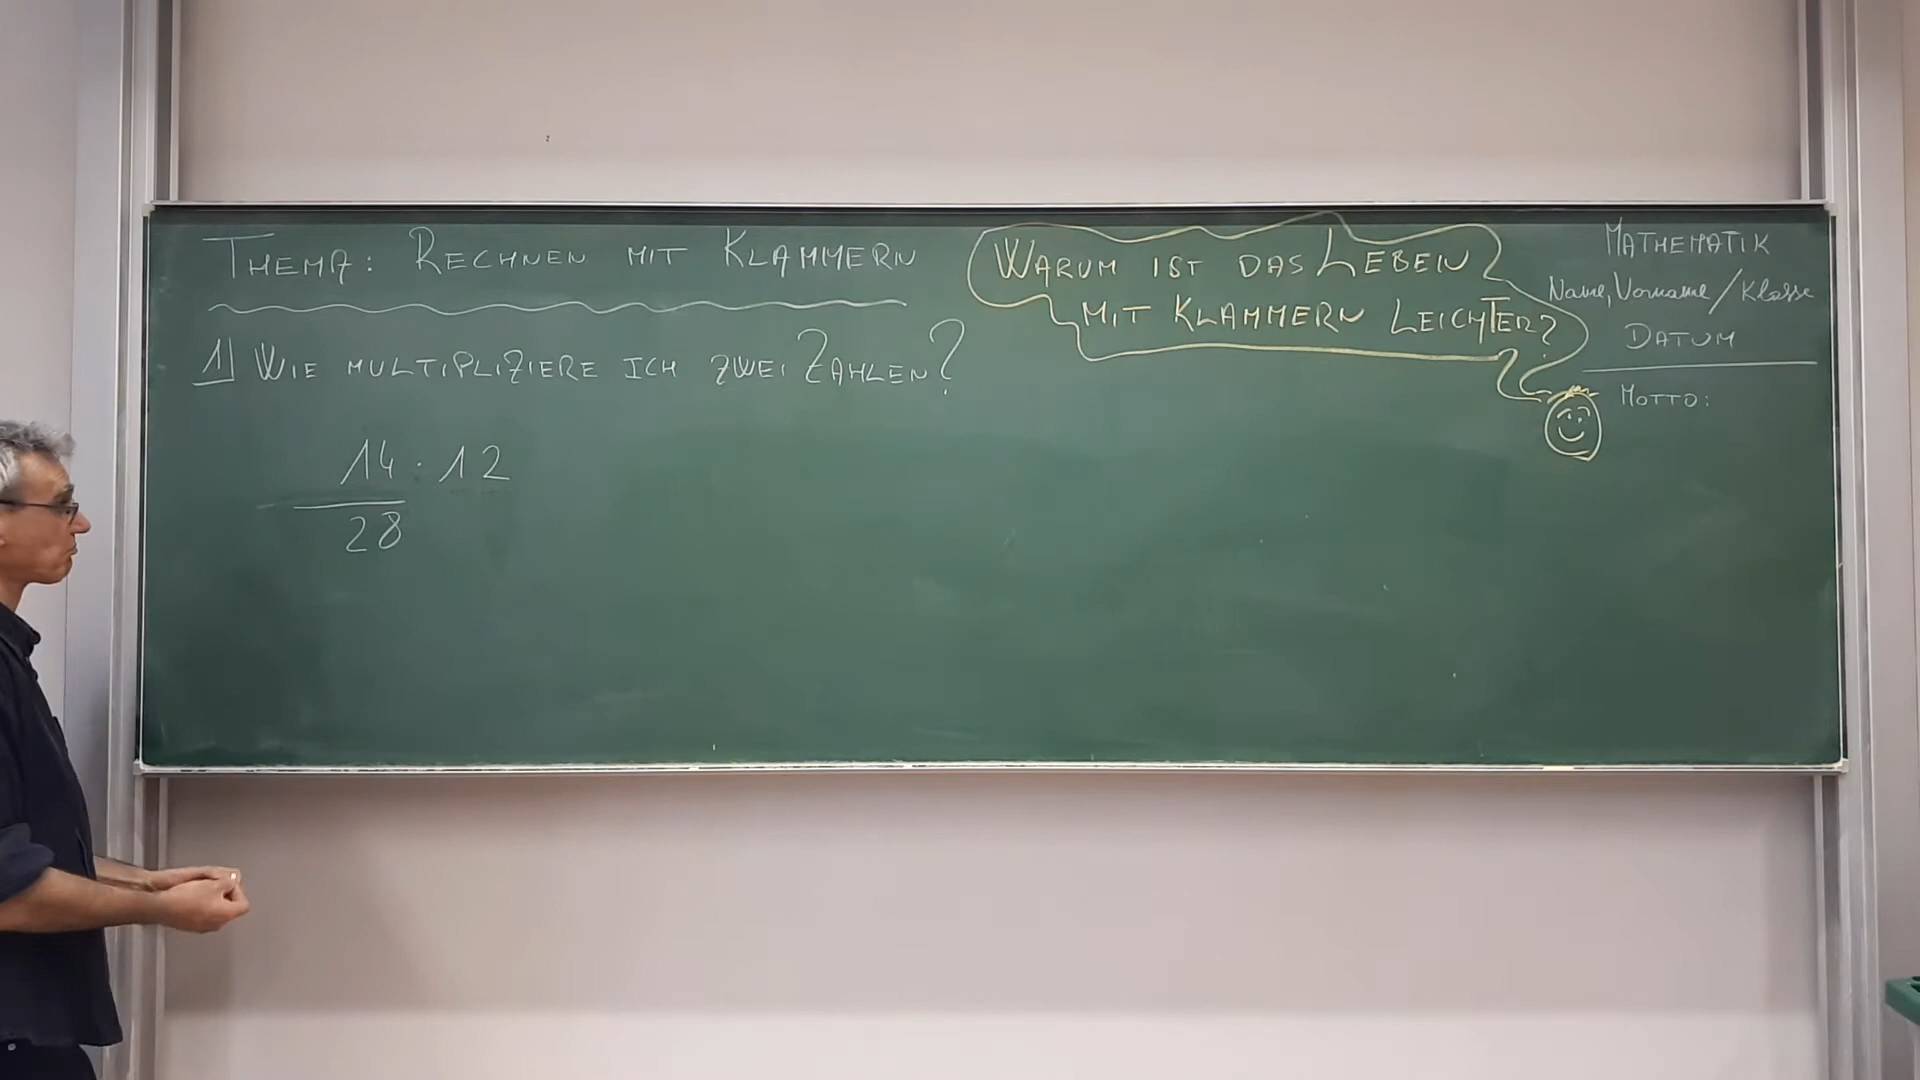 THEMA: RECHNEN MIT KLAMMERN
1) WIE MULTIPLIZIERE ICH ZWEI ZAHLEN?
14 · 12
28
WARUM IST DAS LEBEN
MIT KLAMMERN LEICHTER?
MATHEMATIK
Name, Vorname / Klasse
DATUM
MOTTO: